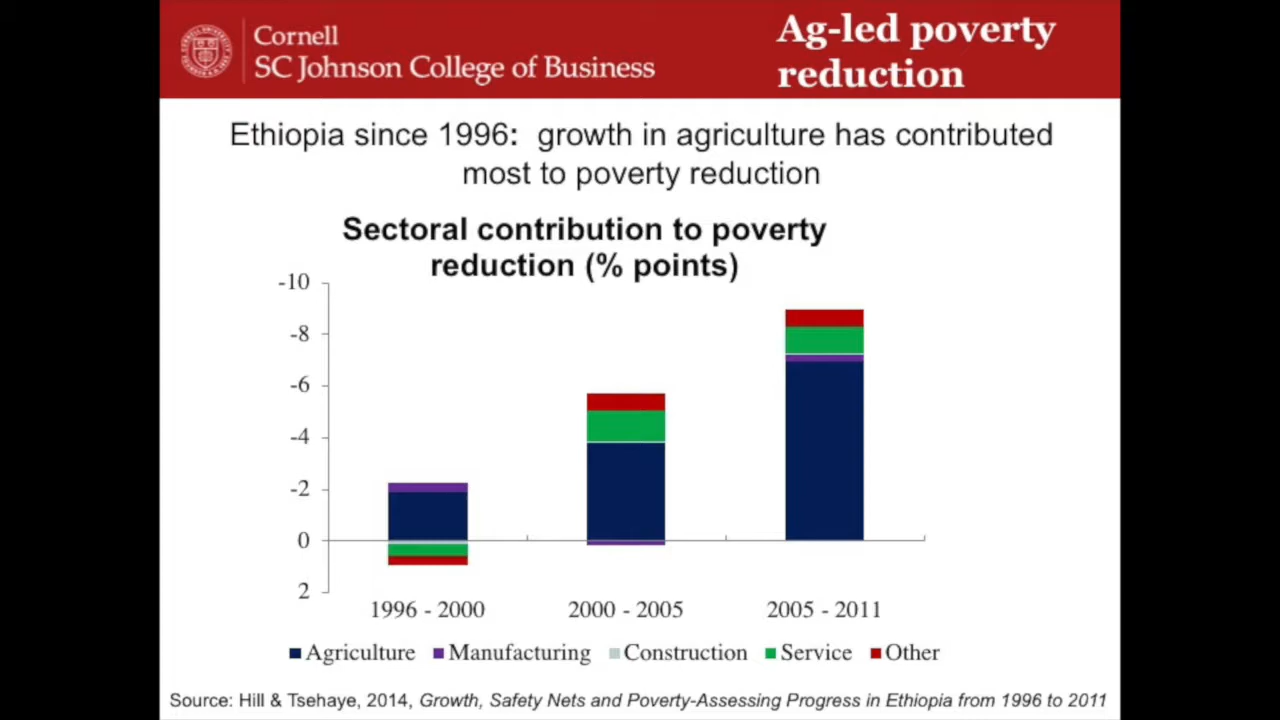 Cornell
SC Johnson College of Business
Ag-led poverty
reduction
Ethiopia since 1996: growth in agriculture has contributed
most to poverty reduction
Sectoral contribution to poverty
reduction (% points)
-10
-8
-6
-4
-2
0
2
1996 - 2000
2000 - 2005
2005 - 2011
Agriculture
Manufacturing
Construction
Service
Other
Source: Hill & Tsehaye, 2014, Growth, Safety Nets and Poverty-Assessing Progress in Ethiopia from 1996 to 2011